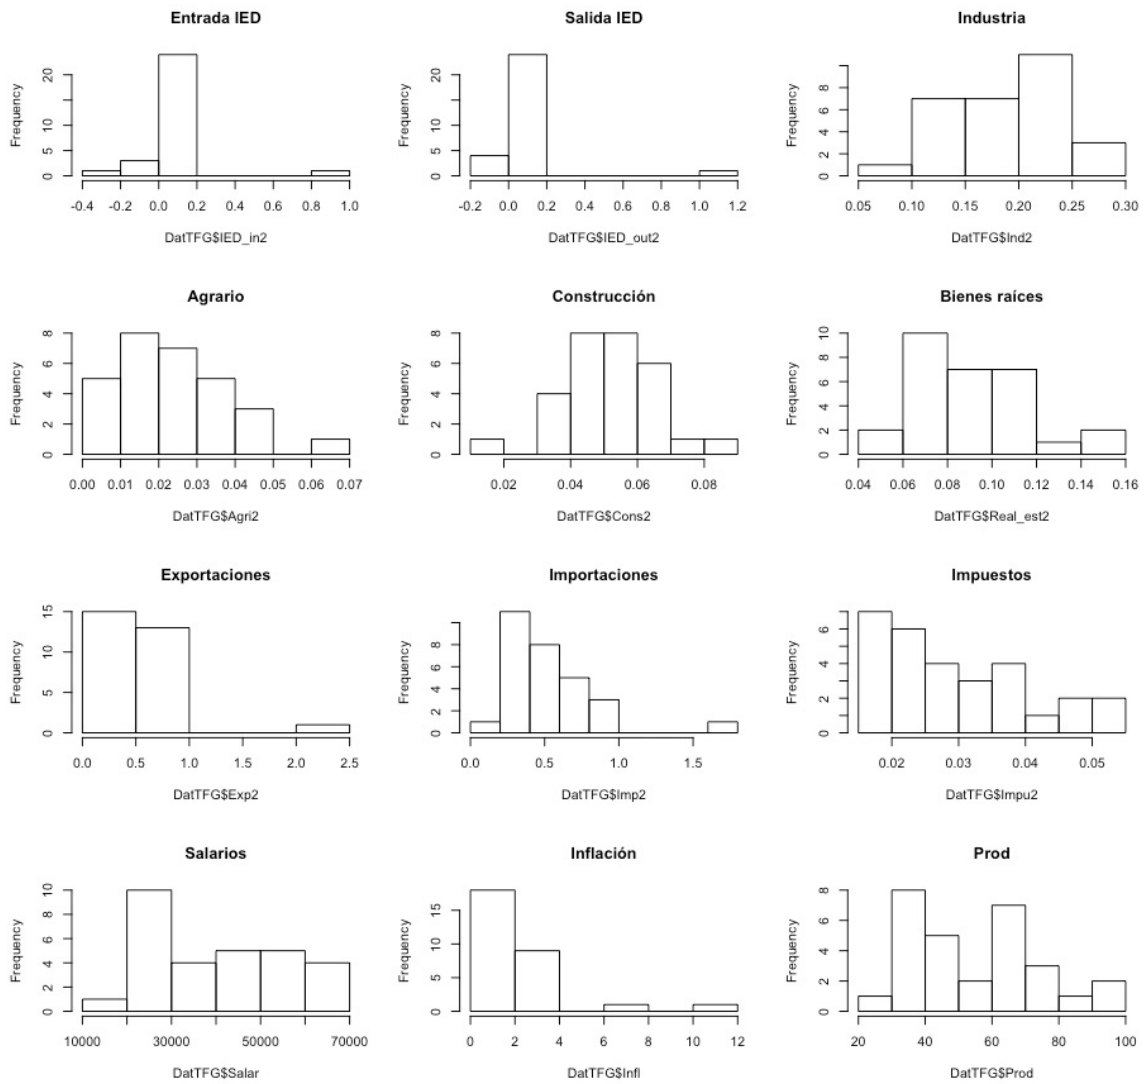 Entrada IED
Salida IED
Industria
Frequency
0 5 10 20
-0.4 -0.2 0.0 0.2 0.4 0.6 0.8 1.0
DatTFG$IED_in2
Frequency
0 5 10 20
-0.2 0.0 0.2 0.4 0.6 0.8 1.0 1.2
DatTFG$IED_out2
Frequency
0 2 4 6 8
0.05 0.10 0.15 0.20 0.25 0.30
DatTFG$Ind2
Agrario
Construcción
Bienes raíces
Frequency
0 2 4 6 8
0.00 0.01 0.02 0.03 0.04 0.05 0.06 0.07
DatTFG$Agri2
Frequency
0 2 4 6 8
0.02 0.04 0.06 0.08
DatTFG$Cons2
Frequency
0 2 4 6 8 10
0.04 0.06 0.08 0.10 0.12 0.14 0.16
DatTFG$Real_est2
Exportaciones
Importaciones
Impuestos
Frequency
0 5 10 15
0.0 0.5 1.0 1.5 2.0 2.5
DatTFG$Exp2
Frequency
0 2 4 6 8
0.0 0.5 1.0 1.5
DatTFG$Imp2
Frequency
0 2 4 6
0.02 0.03 0.04 0.05
DatTFG$Impu2
Salarios
Inflación
Prod
Frequency
0 2 4 6 8 10
10000 30000 50000 70000
DatTFG$Salar
Frequency
0 5 10 15
0 2 4 6 8 10 12
DatTFG$Infl
Frequency
0 2 4 6 8
20 40 60 80 100
DatTFG$Prod